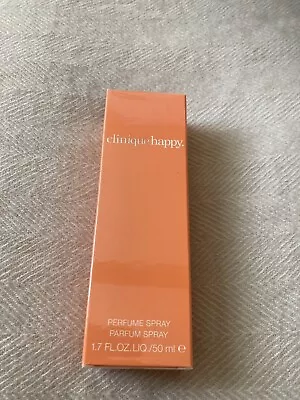 cliniquehappy.
PERFUME SPRAY
PARFUM SPRAY
1.7 FL.OZ.LIQ./50 ml ℮